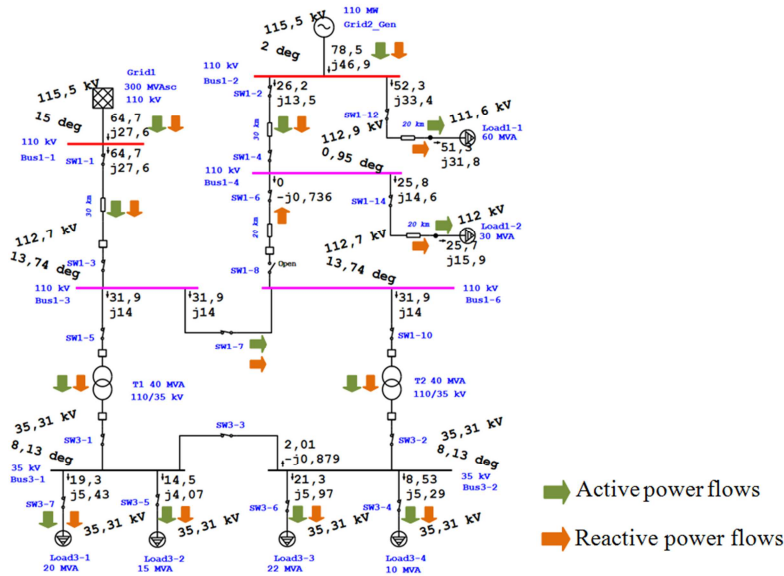 110 MW
Grid2_Gen
115,5 kV
2 deg
78,5
j46,9
110 kV
Bus1-2
Grid1
300 MVAsc
110 kV
115,5 kV
15 deg
64,7
j27,6
110 kV
Bus1-1
SW1-1
64,7
j27,6
30 km
112,7 kV
13,74 deg
SW1-3
110 kV
Bus1-3
SW1-2
26,2
j13,5
30 km
SW1-4
52,3
j33,4
SW1-12
20 km
111,6 kV
Load1-1
60 MVA
51,3
j31,8
112,9 kV
0,95 deg
110 kV
Bus1-4
SW1-6
0
-j0,736
20 km
25,8
j14,6
SW1-14
20 km
112 kV
Load1-2
30 MVA
25,7
j15,9
112,7 kV
13,74 deg
SW1-8
Open
110 kV
Bus1-6
31,9
j14
31,9
j14
31,9
j14
SW1-5
SW1-7
SW1-10
T1 40 MVA
110/35 kV
T2 40 MVA
110/35 kV
35,31 kV
8,13 deg
SW3-1
SW3-3
SW3-2
35,31 kV
8,13 deg
2,01
-j0,879
35 kV
Bus3-1
35 kV
Bus3-2
19,3
j5,43
SW3-7
14,5
j4,07
SW3-5
21,3
j5,97
SW3-6
8,53
j5,29
SW3-4
35,31 kV
35,31 kV
35,31 kV
35,31 kV
Load3-1
20 MVA
Load3-2
15 MVA
Load3-3
22 MVA
Load3-4
10 MVA
Active power flows
Reactive power flows